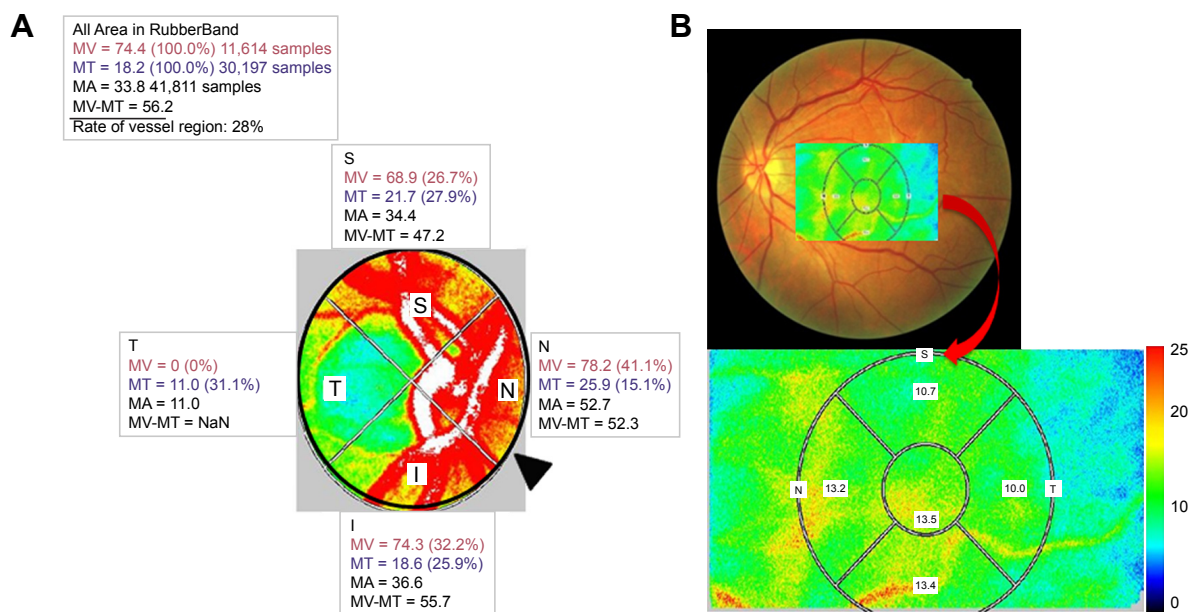 A
All Area in RubberBand
MV = 74.4 (100.0%) 11,614 samples
MT = 18.2 (100.0%) 30,197 samples
MA = 33.8 41,811 samples
MV-MT = 56.2
Rate of vessel region: 28%
S
MV = 68.9 (26.7%)
MT = 21.7 (27.9%)
MA = 34.4
MV-MT = 47.2
T
MV = 0 (0%)
MT = 11.0 (31.1%)
MA = 11.0
MV-MT = NaN
S
T
N
I
N
MV = 78.2 (41.1%)
MT = 25.9 (15.1%)
MA = 52.7
MV-MT = 52.3
I
MV = 74.3 (32.2%)
MT = 18.6 (25.9%)
MA = 36.6
MV-MT = 55.7
B
S
10.7
N
13.2
10.0
T
13.5
13.4
25
20
10
0